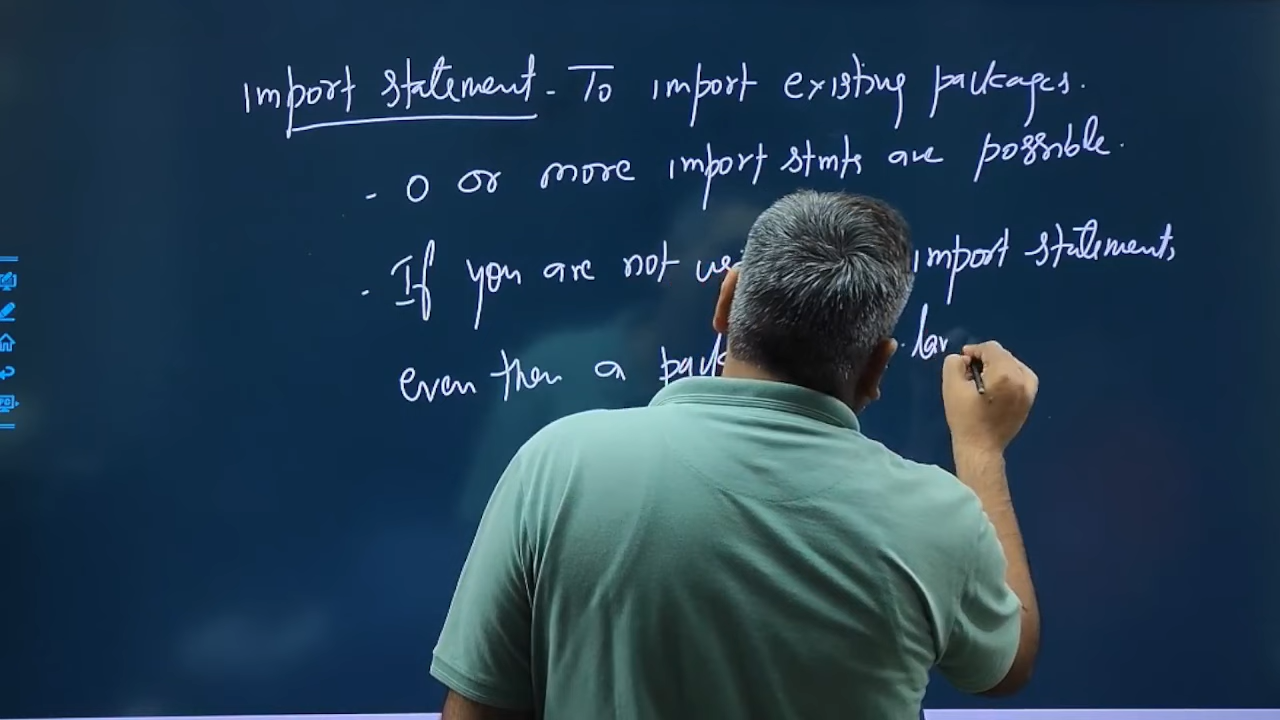 import statement - To import existing packages.
- 0 or more import stmts are possible.
- If you are not import statements
even then a